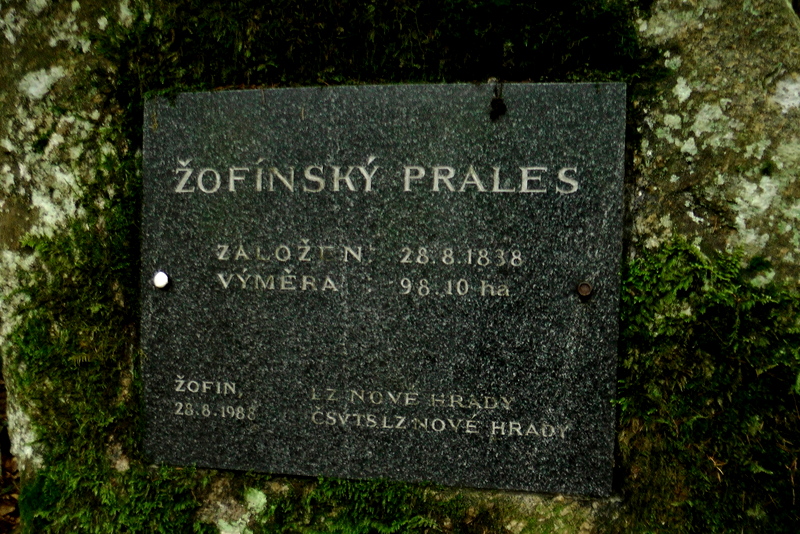 ŽOFÍNSKÝ PRALES
ZALOŽEN: 28.8.1838
VÝMĚRA: 98.10 ha
ŽOFÍN, LZ NOVÉ HRADY
28.8.1988 ČSVTS LZ NOVÉ HRADY